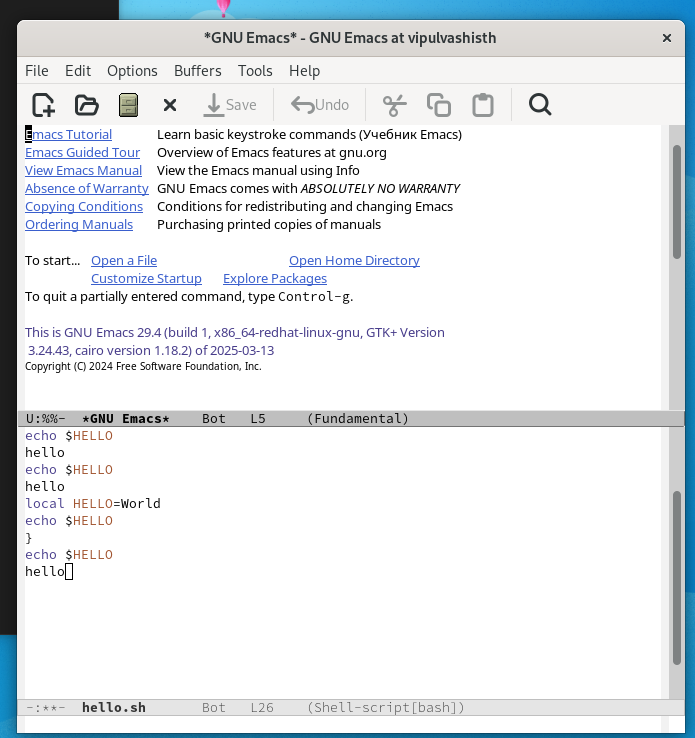 *GNU Emacs* - GNU Emacs at vipulvashisth
File Edit Options Buffers Tools Help
Save Undo
Emacs Tutorial Learn basic keystroke commands (Учебник Emacs)
Emacs Guided Tour Overview of Emacs features at gnu.org
View Emacs Manual View the Emacs manual using Info
Absence of Warranty GNU Emacs comes with ABSOLUTELY NO WARRANTY
Copying Conditions Conditions for redistributing and changing Emacs
Ordering Manuals Purchasing printed copies of manuals
To start... Open a File Open Home Directory
Customize Startup Explore Packages
To quit a partially entered command, type Control-g.
This is GNU Emacs 29.4 (build 1, x86_64-redhat-linux-gnu, GTK+ Version
3.24.43, cairo version 1.18.2) of 2025-03-13
Copyright (C) 2024 Free Software Foundation, Inc.
U:%%- *GNU Emacs* Bot L5 (Fundamental)
echo $HELLO
hello
echo $HELLO
hello
local HELLO=World
echo $HELLO
}
echo $HELLO
hello
-:**- hello.sh Bot L26 (Shell-script[bash])